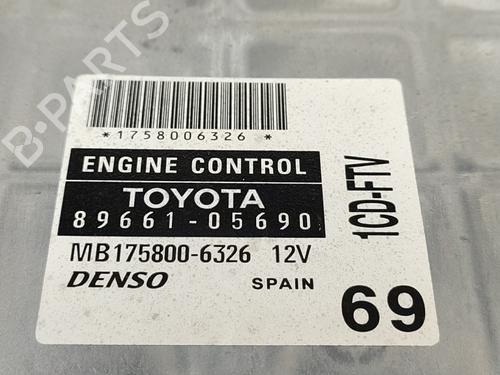 B-PARTS
*1758006326*
ENGINE CONTROL
TOYOTA
89661-05690
MB175800-6326 12V
DENSO SPAIN
1CD-FTV
69